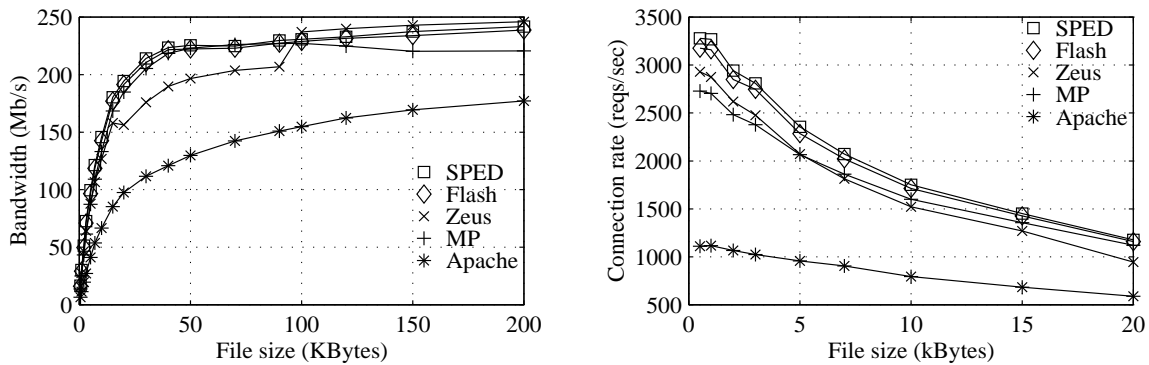 Bandwidth (Mb/s)
250
200
150
100
50
0
0
50
100
150
200
File size (KBytes)
SPED
Flash
Zeus
MP
Apache
Connection rate (reqs/sec)
3500
3000
2500
2000
1500
1000
500
0
5
10
15
20
File size (kBytes)
SPED
Flash
Zeus
MP
Apache